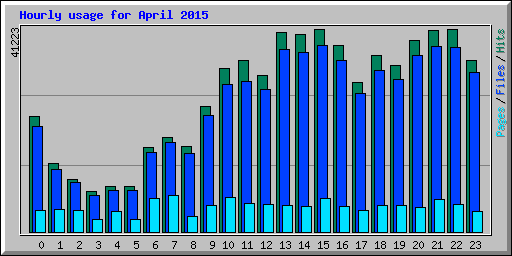 Hourly usage for April 2015
41223
Pages/Files/Hits
0 1 2 3 4 5 6 7 8 9 10 11 12 13 14 15 16 17 18 19 20 21 22 23